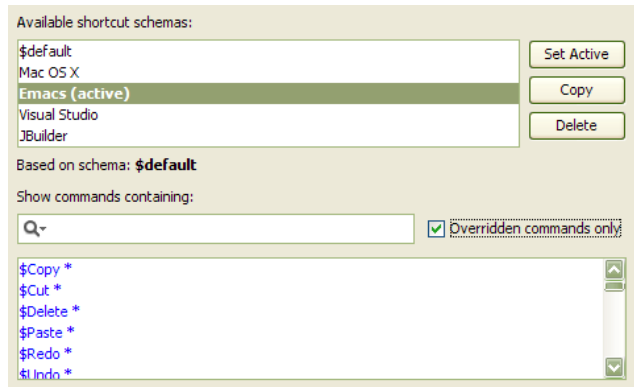 Available shortcut schemas:
$default
Mac OS X
Emacs (active)
Visual Studio
JBuilder
Set Active
Copy
Delete
Based on schema: $default
Show commands containing:
Overridden commands only
$Copy *
$Cut *
$Delete *
$Paste *
$Redo *
$Undo *